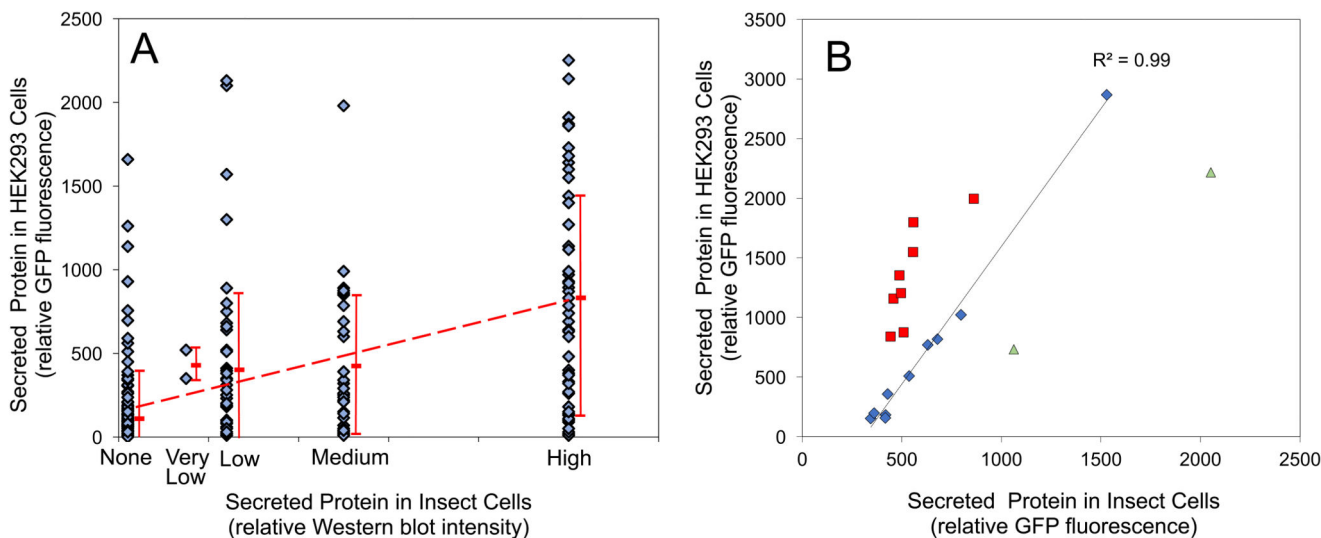 A
Secreted Protein in HEK293 Cells
(relative GFP fluorescence)
2500
2000
1500
1000
500
0
None
Very
Low
Low
Medium
High
Secreted Protein in Insect Cells
(relative Western blot intensity)
B
R² = 0.99
Secreted Protein in HEK293 Cells
(relative GFP fluorescence)
3500
3000
2500
2000
1500
1000
500
0
0
500
1000
1500
2000
2500
Secreted Protein in Insect Cells
(relative GFP fluorescence)